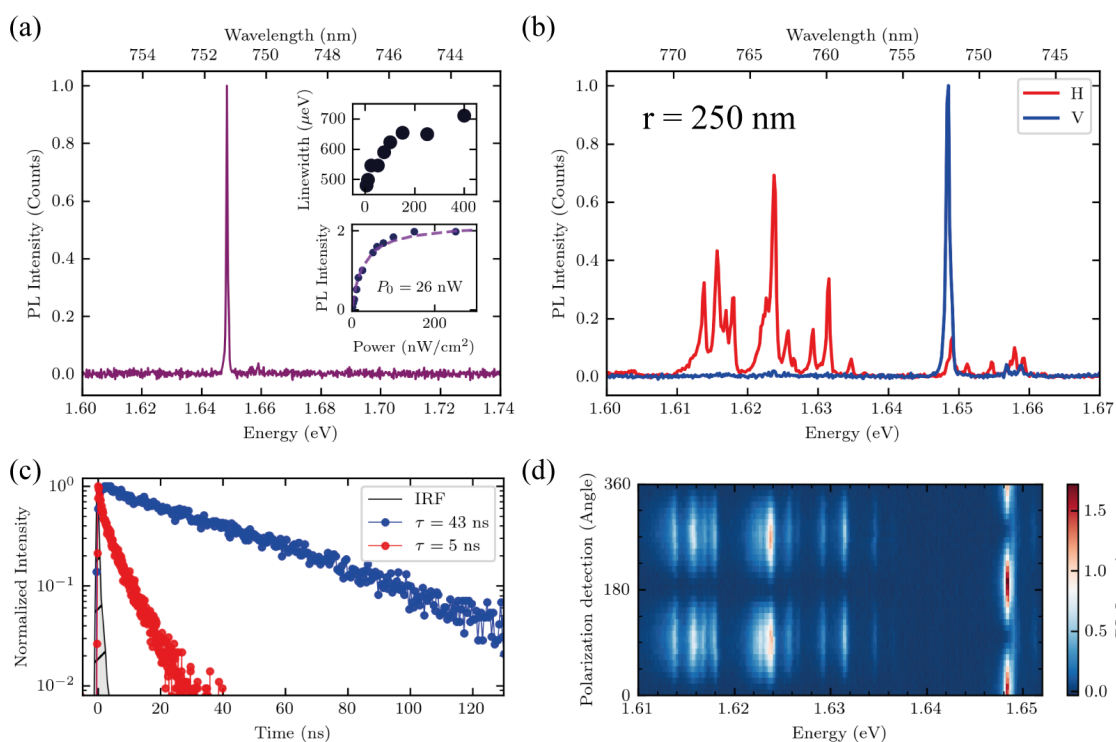 (a)
Wavelength (nm)
754 752 750 748 746 744
PL Intensity (Counts)
1.0
0.8
0.6
0.4
0.2
0.0
1.60 1.62 1.64 1.66 1.68 1.70 1.72 1.74
Energy (eV)
Linewidth (μeV)
700
600
500
0 200 400
PL Intensity
2
0
P₀ = 26 nW
200
Power (nW/cm²)
(b)
Wavelength (nm)
770 765 760 755 750 745
r = 250 nm
H
V
PL Intensity (Counts)
1.0
0.8
0.6
0.4
0.2
0.0
1.60 1.61 1.62 1.63 1.64 1.65 1.66 1.67
Energy (eV)
(c)
Normalized Intensity
10⁰
10⁻¹
10⁻²
IRF
τ = 43 ns
τ = 5 ns
0 20 40 60 80 100 120
Time (ns)
(d)
Polarization detection (Angle)
360
180
0
1.61 1.62 1.63 1.64 1.65
Energy (eV)
1.5
1.0
0.5
0.0